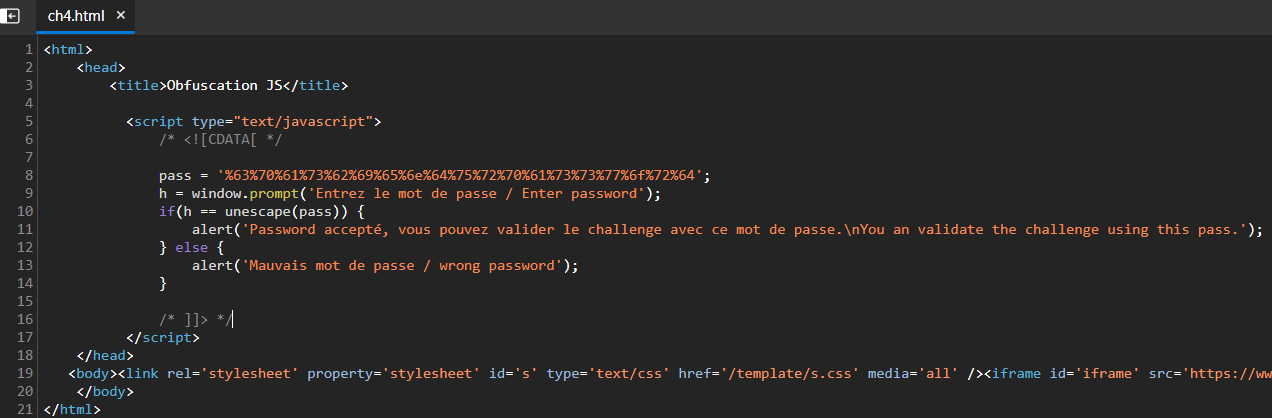 ch4.html ×
1 <html>
2 <head>
3 <title>Obfuscation JS</title>
4
5 <script type="text/javascript">
6 /* <![CDATA[ */
7
8 pass = '%63%70%61%73%62%69%65%6e%64%75%72%70%61%73%73%77%6f%72%64';
9 h = window.prompt('Entrez le mot de passe / Enter password');
10 if(h == unescape(pass)) {
11 alert('Password accepté, vous pouvez valider le challenge avec ce mot de passe.\nYou an validate the challenge using this pass.');
12 } else {
13 alert('Mauvais mot de passe / wrong password');
14 }
15
16 /* ]]> */
17 </script>
18 </head>
19 <body><link rel='stylesheet' property='stylesheet' id='s' type='text/css' href='/template/s.css' media='all' /><iframe id='iframe' src='https://ww
20 </body>
21 </html>